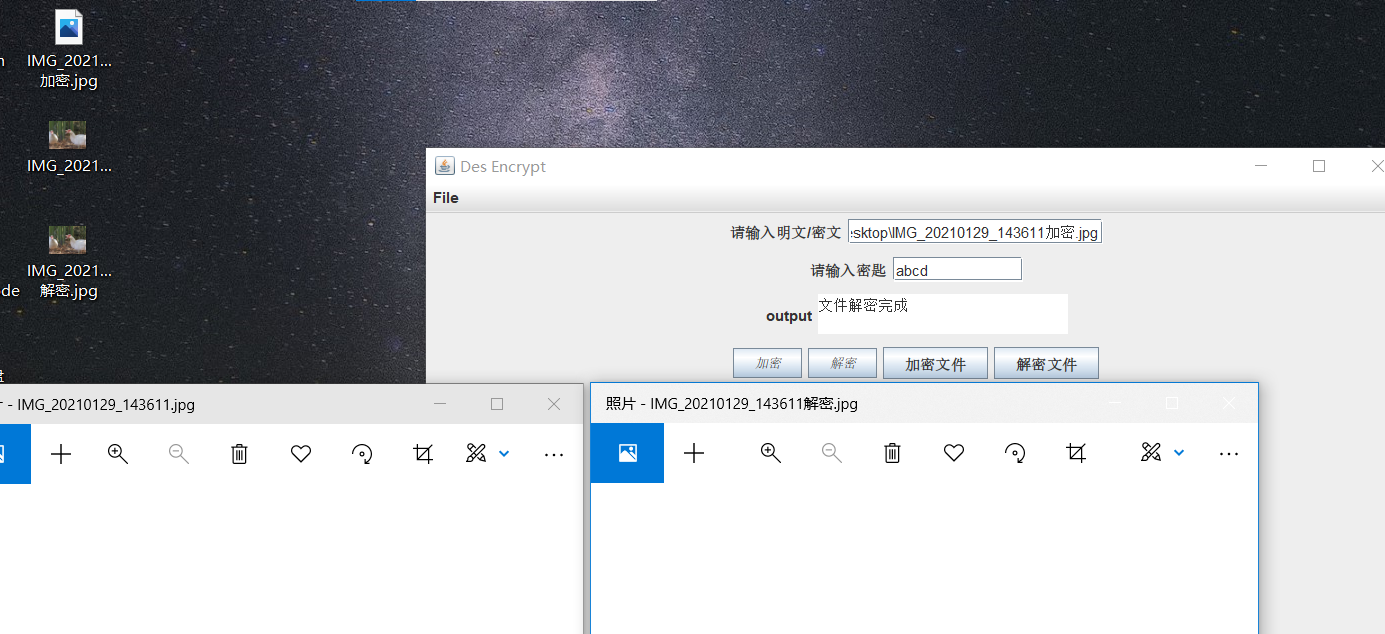 IMG_2021...
加密.jpg
IMG_2021...
IMG_2021...
de 解密.jpg
Des Encrypt
File
请输入明文/密文 sktop\IMG_20210129_143611加密.jpg
请输入密匙 abcd
output 文件解密完成
加密 解密 加密文件 解密文件
- IMG_20210129_143611.jpg
照片 - IMG_20210129_143611解密.jpg